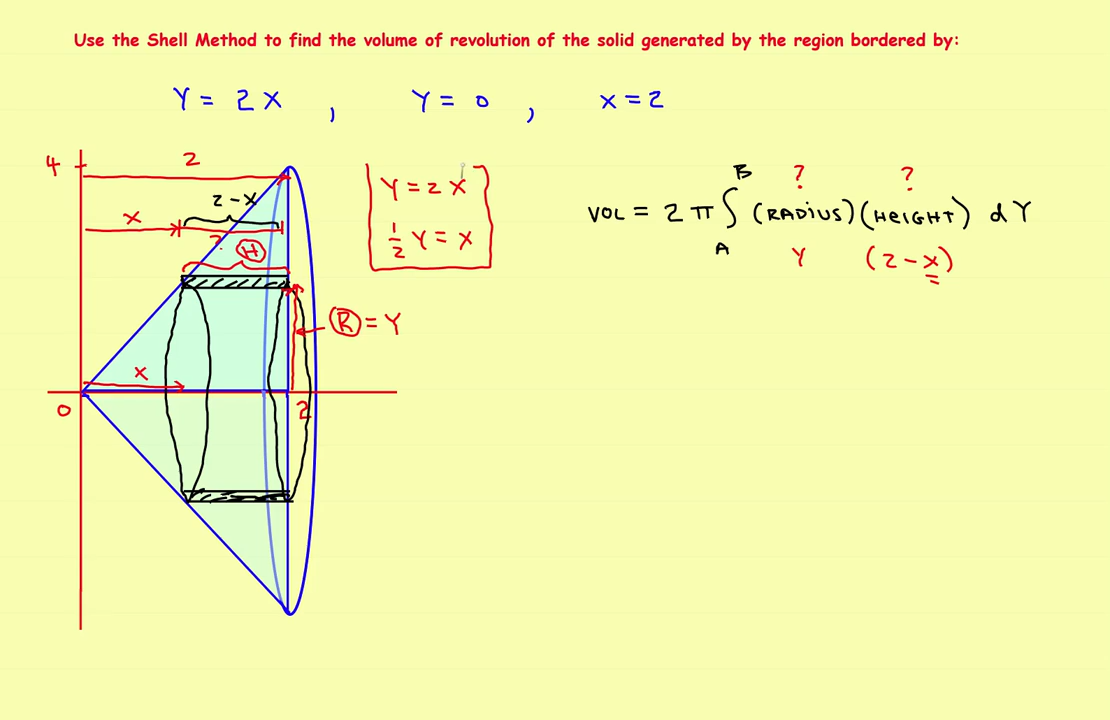 Use the Shell Method to find the volume of revolution of the solid generated by the region bordered by:
Y = 2X , Y = 0 , x = 2
4
2
2-X
X
?
H
X
R = Y
0
2
Y = 2X
1/2 Y = X
B ? ?
VOL = 2π∫ (RADIUS)(HEIGHT) dY
A Y (2-x)